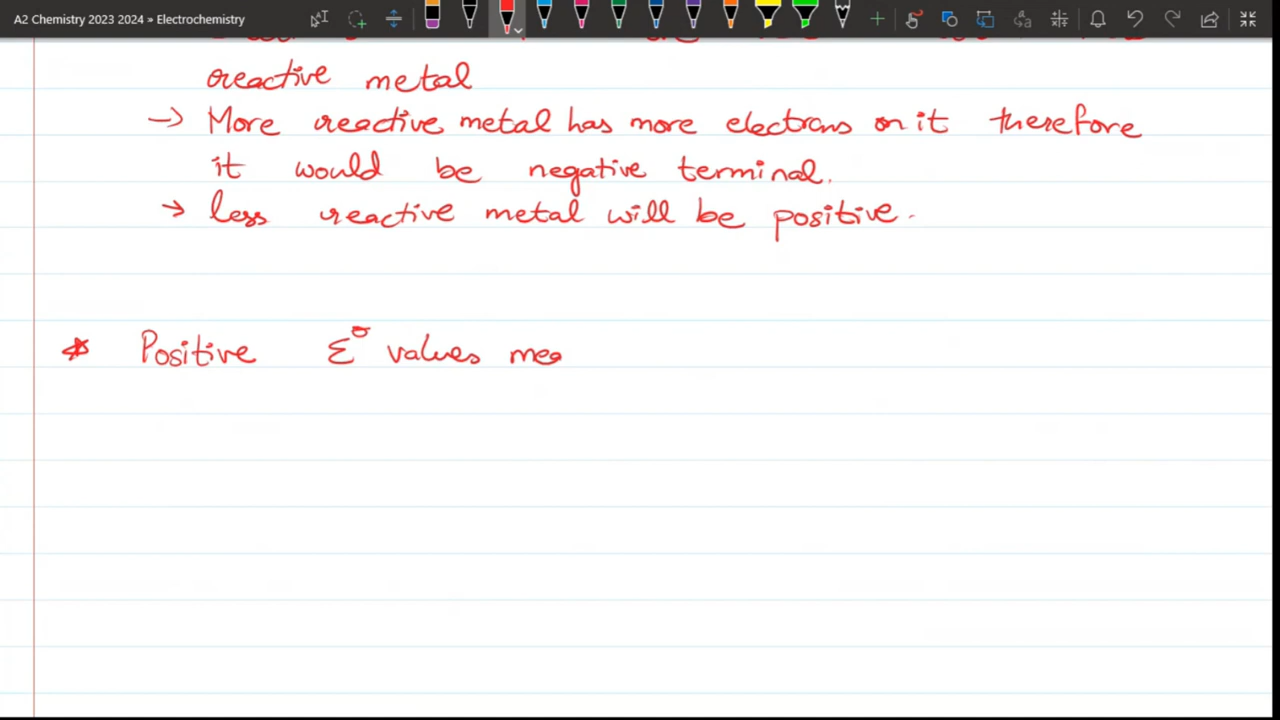 A2 Chemistry 2023 2024 » Electrochemistry
reactive metal
→ More reactive metal has more electrons on it therefore
it would be negative terminal.
→ less reactive metal will be positive.
* Positive E° values mea